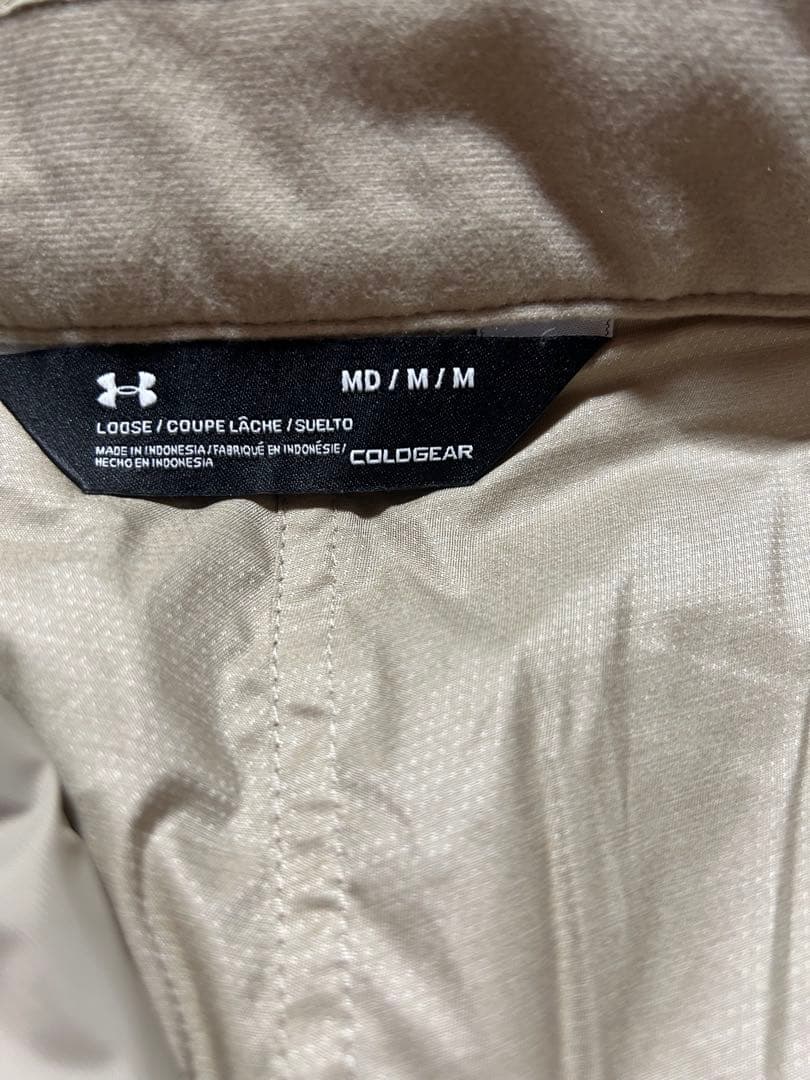 MD / M / M
LOOSE / COUPE LÂCHE / SUELTO
MADE IN INDONESIA / FABRIQUÉ EN INDONÉSIE /
HECHO EN INDONESIA
COLDGEAR